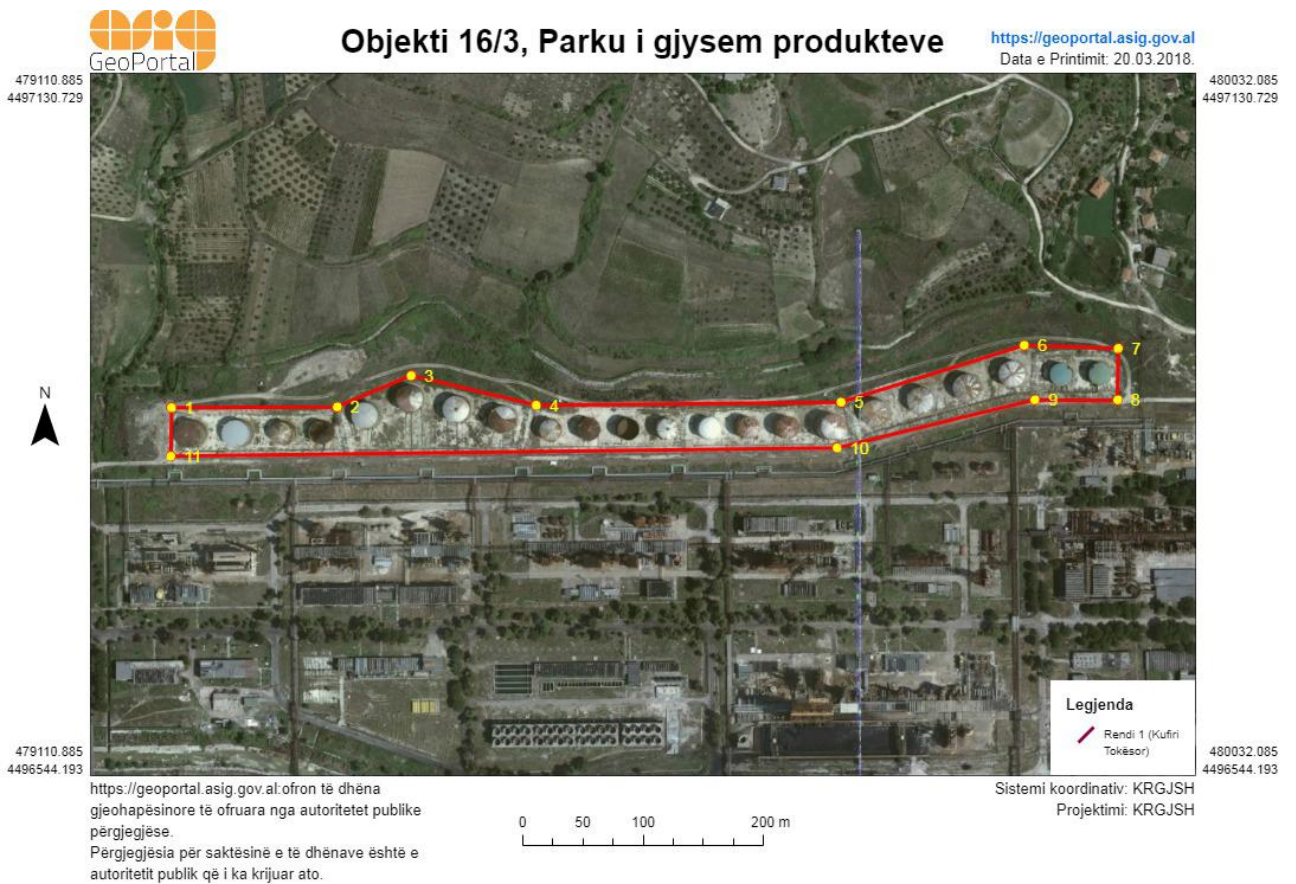 asig
GeoPortal
Objekti 16/3, Parku i gjysem produkteve
https://geoportal.asig.gov.al
Data e Printimit: 20.03.2018.
479110.885
4497130.729
480032.085
4497130.729
N
1
2
3
4
5
6
7
8
9
10
11
Legjenda
Rendi 1 (Kufiri
Tokësor)
479110.885
4496544.193
480032.085
4496544.193
https://geoportal.asig.gov.al:ofron të dhëna
gjeohapësinore të ofruara nga autoritetet publike
përgjegjëse.
Përgjegjësia për saktësinë e të dhënave është e
autoritetit publik që i ka krijuar ato.
0 50 100 200 m
Sistemi koordinativ: KRGJSH
Projektimi: KRGJSH